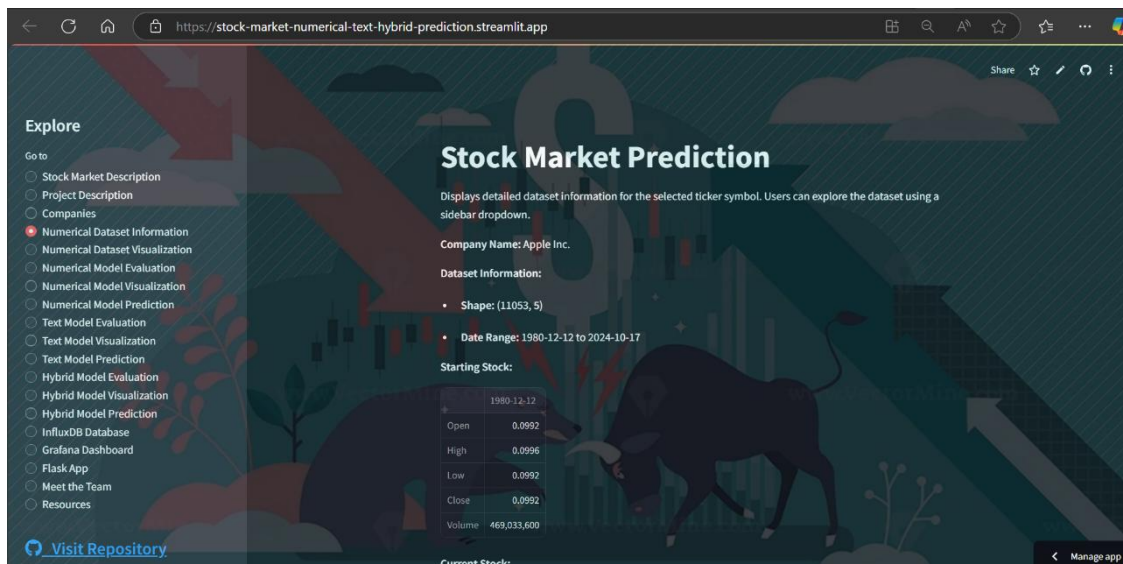 https://stock-market-numerical-text-hybrid-prediction.streamlit.app
Share
Explore
Go to
Stock Market Description
Project Description
Companies
Numerical Dataset Information
Numerical Dataset Visualization
Numerical Model Evaluation
Numerical Model Visualization
Numerical Model Prediction
Text Model Evaluation
Text Model Visualization
Text Model Prediction
Hybrid Model Evaluation
Hybrid Model Visualization
Hybrid Model Prediction
InfluxDB Database
Grafana Dashboard
Flask App
Meet the Team
Resources
Visit Repository
Stock Market Prediction
Displays detailed dataset information for the selected ticker symbol. Users can explore the dataset using a
sidebar dropdown.
Company Name: Apple Inc.
Dataset Information:
• Shape: (11053, 5)
• Date Range: 1980-12-12 to 2024-10-17
Starting Stock:
1980-12-12
Open 0.0992
High 0.0996
Low 0.0992
Close 0.0992
Volume 469,033,600
Current Stock:
Manage app